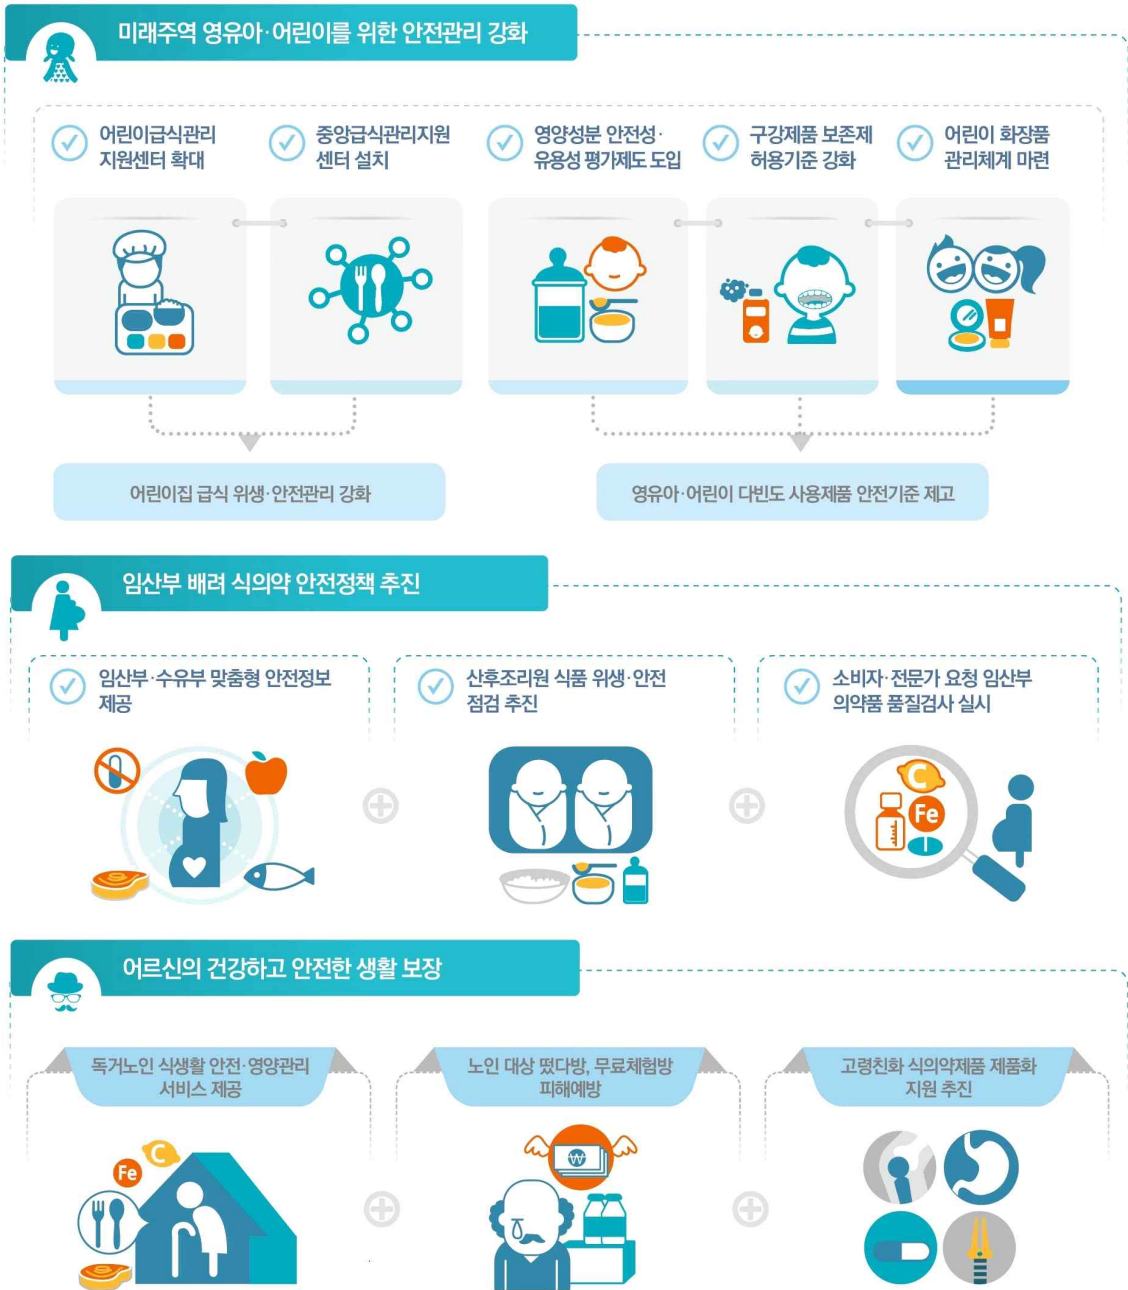 미래주역 영유아·어린이를 위한 안전관리 강화
어린이급식관리
지원센터 확대
중앙급식관리지원
센터 설치
영양성분 안전성·
유용성 평가제도 도입
구강제품 보존제
허용기준 강화
어린이 화장품
관리체계 마련
어린이집 급식 위생·안전관리 강화
영유아·어린이 다빈도 사용제품 안전기준 제고
임산부 배려 식의약 안전정책 추진
임산부·수유부 맞춤형 안전정보
제공
산후조리원 식품 위생·안전
점검 추진
소비자·전문가 요청 임산부
의약품 품질검사 실시
C
Fe
어르신의 건강하고 안전한 생활 보장
독거노인 식생활 안전·영양관리
서비스 제공
노인 대상 떴다방, 무료체험방
피해예방
고령친화 식의약제품 제품화
지원 추진
C
Fe
₩